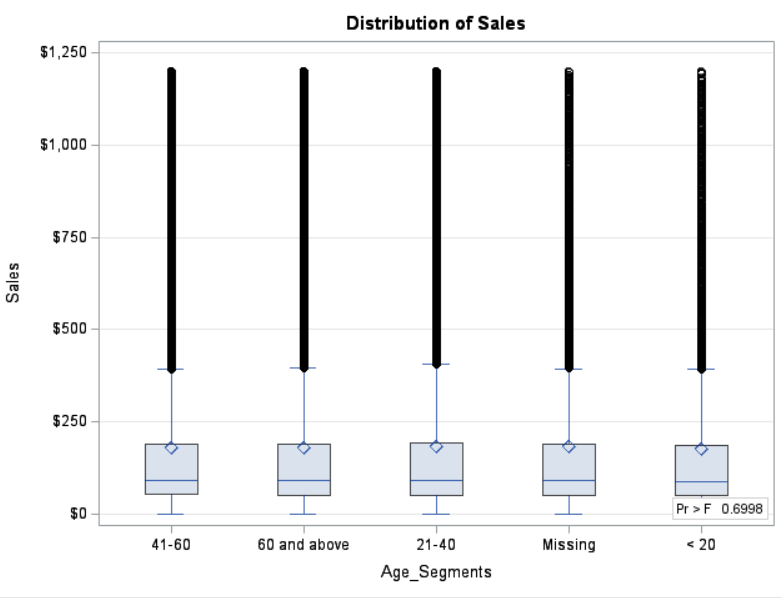 Distribution of Sales
$1,250
$1,000
$750
$500
$250
$0
Sales
Pr > F 0.6998
41-60 60 and above 21-40 Missing < 20
Age_Segments